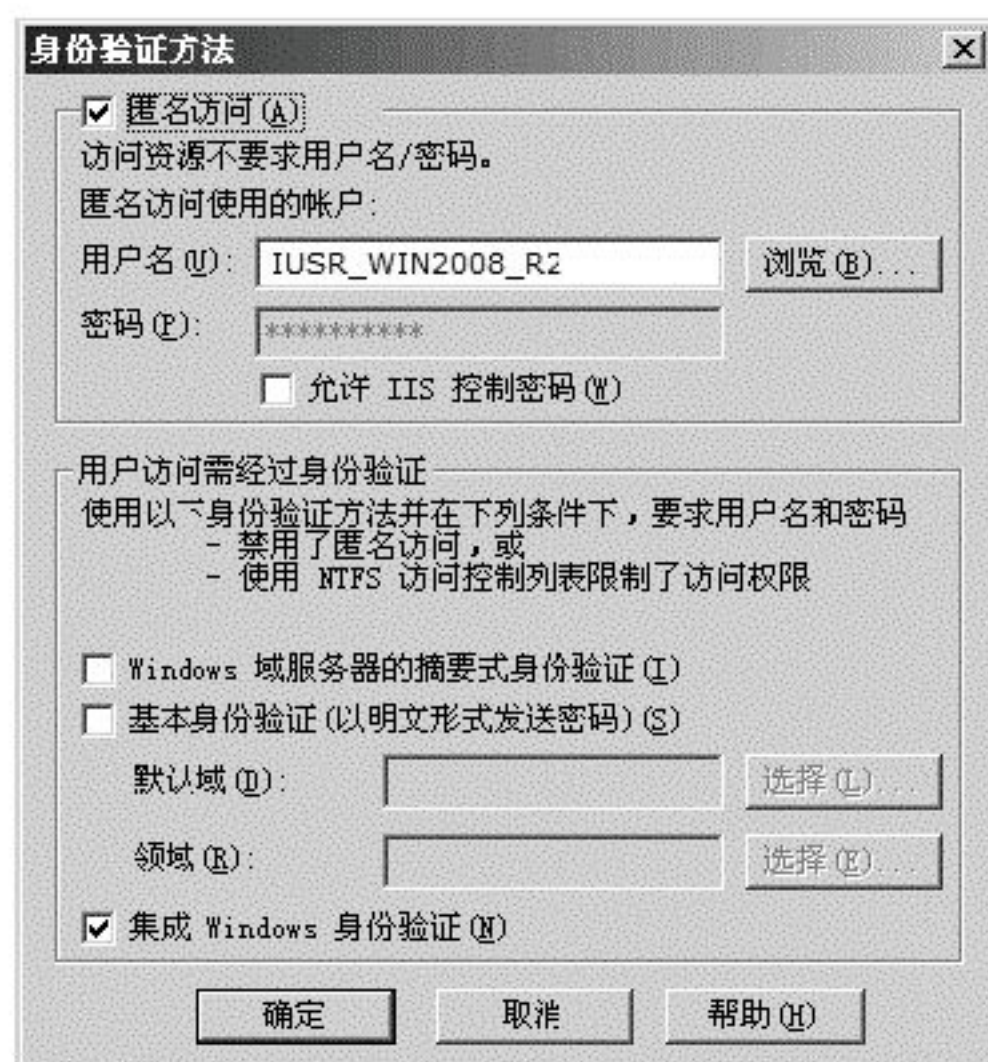 身份验证方法
匿名访问(A)
访问资源不要求用户名/密码。
匿名访问使用的帐户:
用户名(U): IUSR_WIN2008_R2 浏览(B)...
密码(P): **********
允许 IIS 控制密码(W)
用户访问需经过身份验证
使用以下身份验证方法并在下列条件下，要求用户名和密码
- 禁用了匿名访问，或
- 使用 NTFS 访问控制列表限制了访问权限
Windows 域服务器的摘要式身份验证(I)
基本身份验证(以明文形式发送密码)(S)
默认域(D): 选择(L)...
领域(R): 选择(E)...
集成 Windows 身份验证(N)
确定 取消 帮助(H)